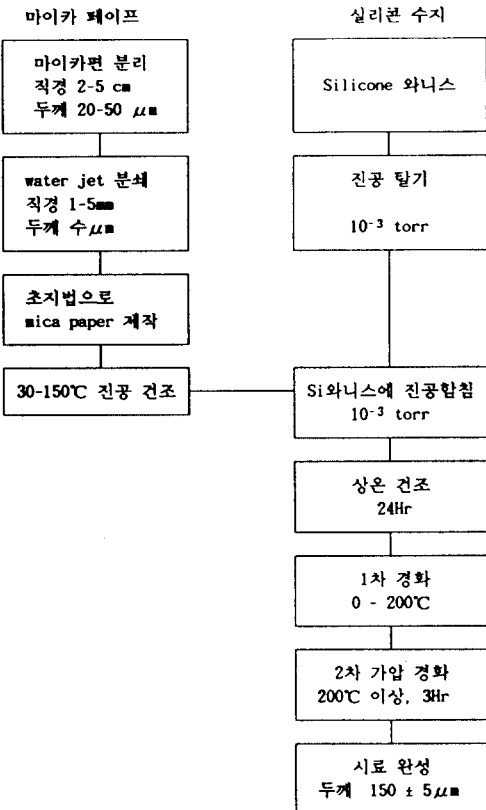 마이카 페이프
마이카편 분리
직경 2-5 cm
두께 20-50 μm
water jet 분쇄
직경 1-5mm
두께 수μm
초지법으로
mica paper 제작
30-150℃ 진공 건조
실리콘 수지
Silicone 와니스
진공 탈기
10⁻³ torr
Si와니스에 진공함침
10⁻³ torr
상온 건조
24Hr
1차 경화
0 - 200℃
2차 가압 경화
200℃ 이상, 3Hr
시료 완성
두께 150 ± 5μm